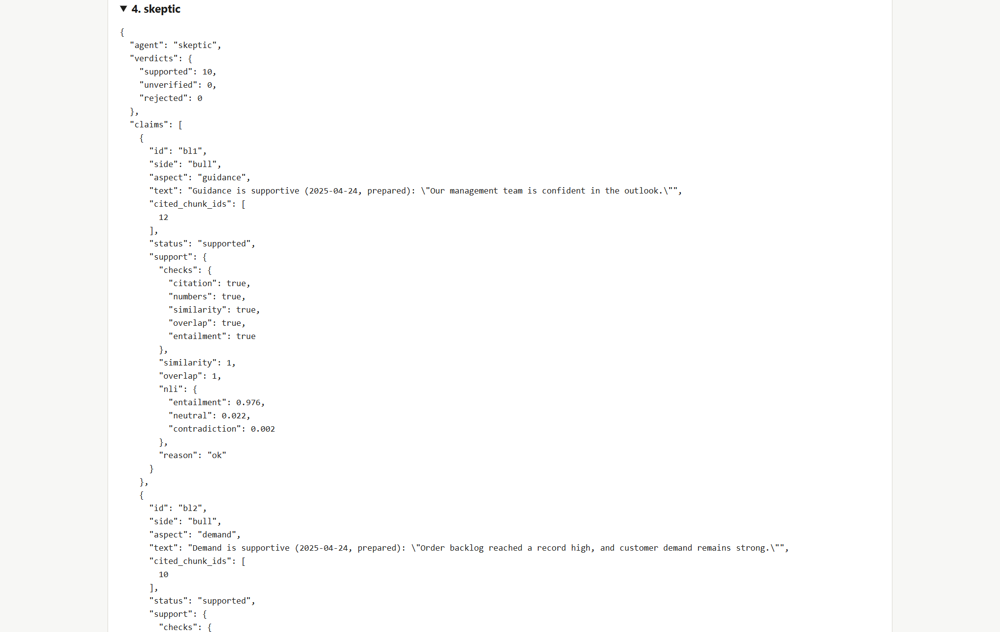 ▼ 4. skeptic
{
  "agent": "skeptic",
  "verdicts": {
    "supported": 10,
    "unverified": 0,
    "rejected": 0
  },
  "claims": [
    {
      "id": "bl1",
      "side": "bull",
      "aspect": "guidance",
      "text": "Guidance is supportive (2025-04-24, prepared): \"Our management team is confident in the outlook.\"",
      "cited_chunk_ids": [
        12
      ],
      "status": "supported",
      "support": {
        "checks": {
          "citation": true,
          "numbers": true,
          "similarity": true,
          "overlap": true,
          "entailment": true
        },
        "similarity": 1,
        "overlap": 1,
        "nli": {
          "entailment": 0.976,
          "neutral": 0.022,
          "contradiction": 0.002
        },
        "reason": "ok"
      }
    },
    {
      "id": "bl2",
      "side": "bull",
      "aspect": "demand",
      "text": "Demand is supportive (2025-04-24, prepared): \"Order backlog reached a record high, and customer demand remains strong.\"",
      "cited_chunk_ids": [
        10
      ],
      "status": "supported",
      "support": {
        "checks": {